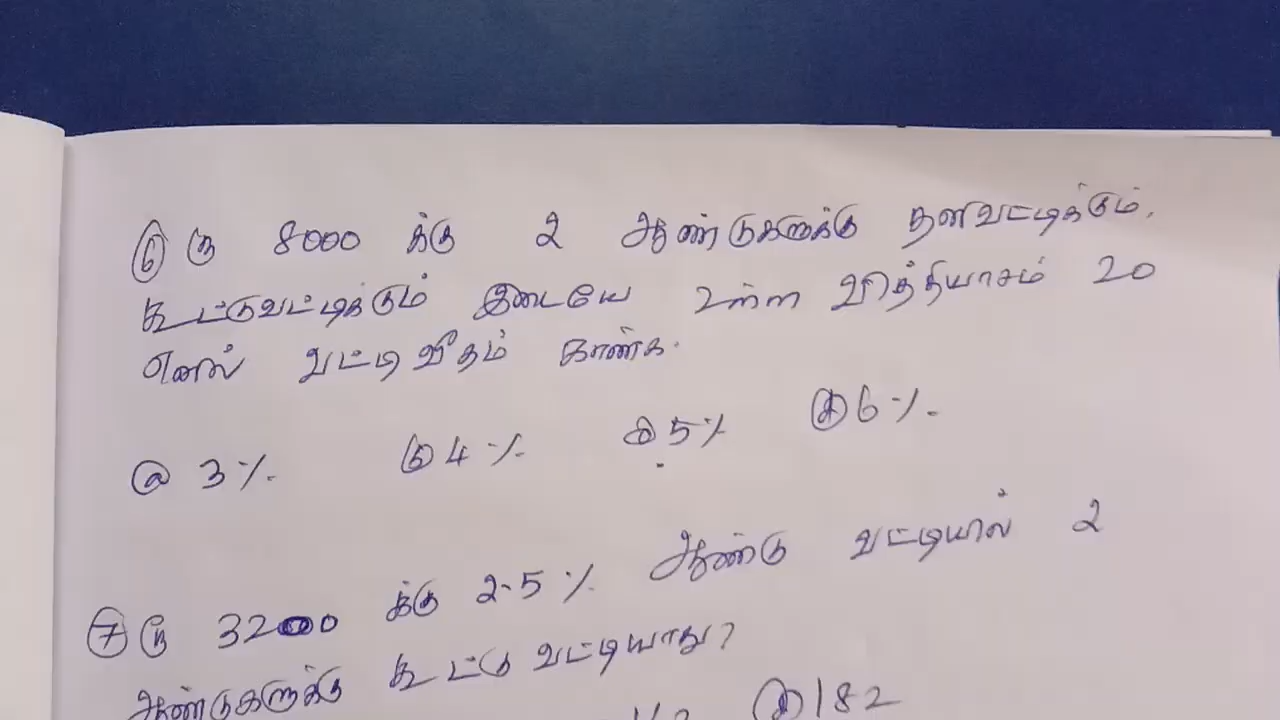 ⑥ ரூ 8000 க்கு 2 ஆண்டுகளுக்கு தனிவட்டிக்கும்,
கூட்டுவட்டிக்கும் இடையே உள்ள வித்தியாசம் 20
எனில் வட்டி வீதம் காண்க.
ⓐ 3%. ⓑ 4% ⓒ 5% ⓓ 6%.
⑦ ரூ 3200 க்கு 2.5% ஆண்டு வட்டியில் 2
ஆண்டுகளுக்கு கூட்டு வட்டியாது?
ⓓ 182